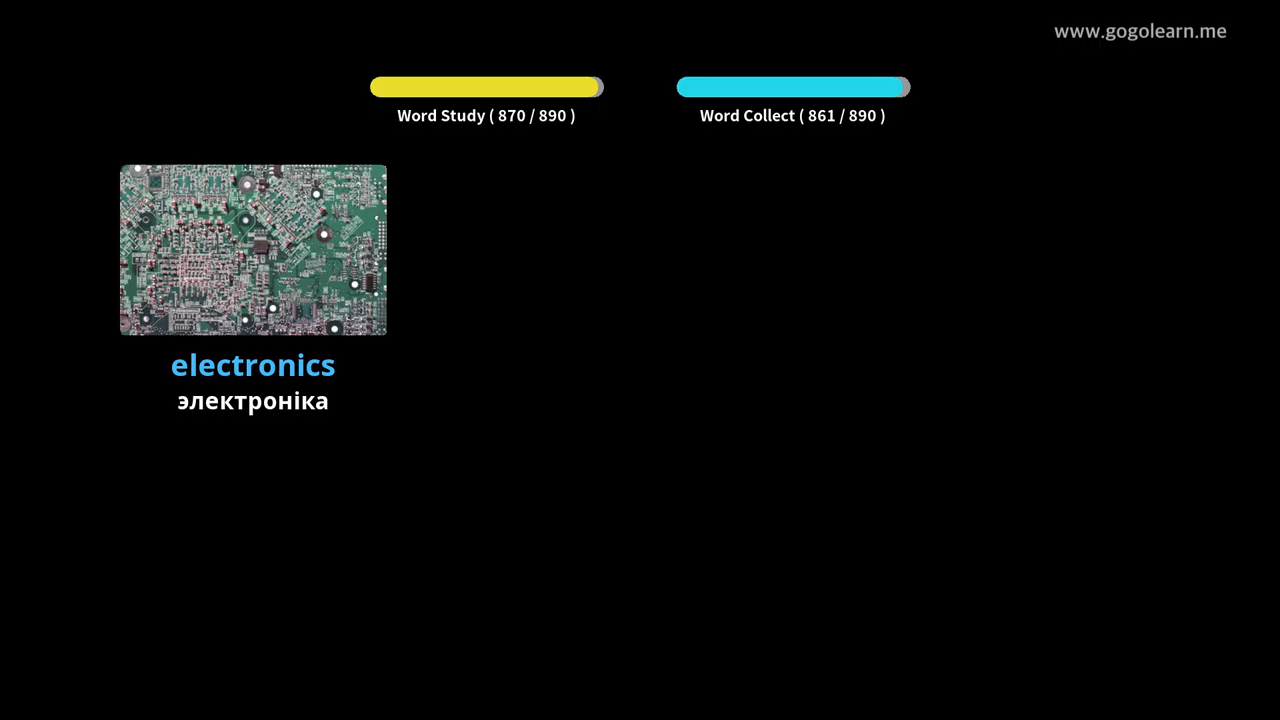 www.gogolearn.me
Word Study ( 870 / 890 )
Word Collect ( 861 / 890 )
electronics
электроніка